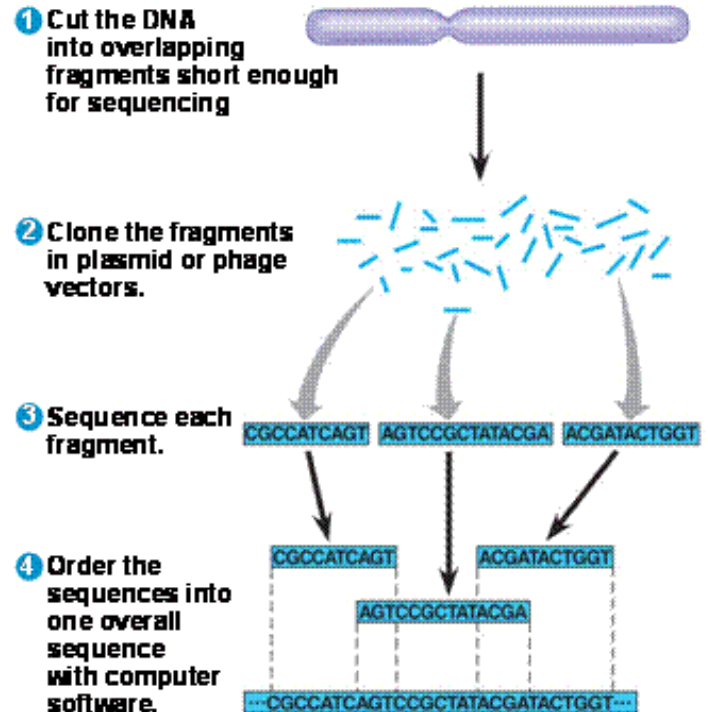 1 Cut the DNA
into overlapping
fragments short enough
for sequencing
2 Clone the fragments
in plasmid or phage
vectors.
3 Sequence each
fragment.
CGCCATCAGT AGTCCGCTATACGA ACGATACTGGT
4 Order the
sequences into
one overall
sequence
with computer
software.
CGCCATCAGT ACGATACTGGT
AGTCCGCTATACGA
···CGCCATCAGTCCGCTATACGATACTGGT···